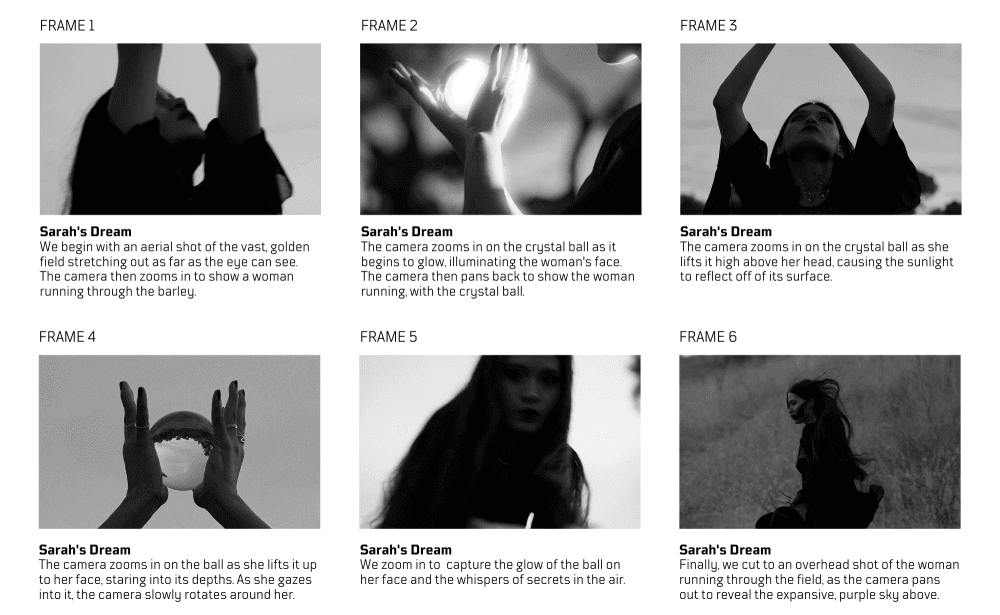 FRAME 1
FRAME 2
FRAME 3
Sarah's Dream
We begin with an aerial shot of the vast, golden
field stretching out as far as the eye can see.
The camera then zooms in to show a woman
running through the barley.
Sarah's Dream
The camera zooms in on the crystal ball as it
begins to glow, illuminating the woman's face.
The camera then pans back to show the woman
running, with the crystal ball.
Sarah's Dream
The camera zooms in on the crystal ball as she
lifts it high above her head, causing the sunlight
to reflect off of its surface.
FRAME 4
FRAME 5
FRAME 6
Sarah's Dream
The camera zooms in on the ball as she lifts it up
to her face, staring into its depths. As she gazes
into it, the camera slowly rotates around her.
Sarah's Dream
We zoom in to capture the glow of the ball on
her face and the whispers of secrets in the air.
Sarah's Dream
Finally, we cut to an overhead shot of the woman
running through the field, as the camera pans
out to reveal the expansive, purple sky above.